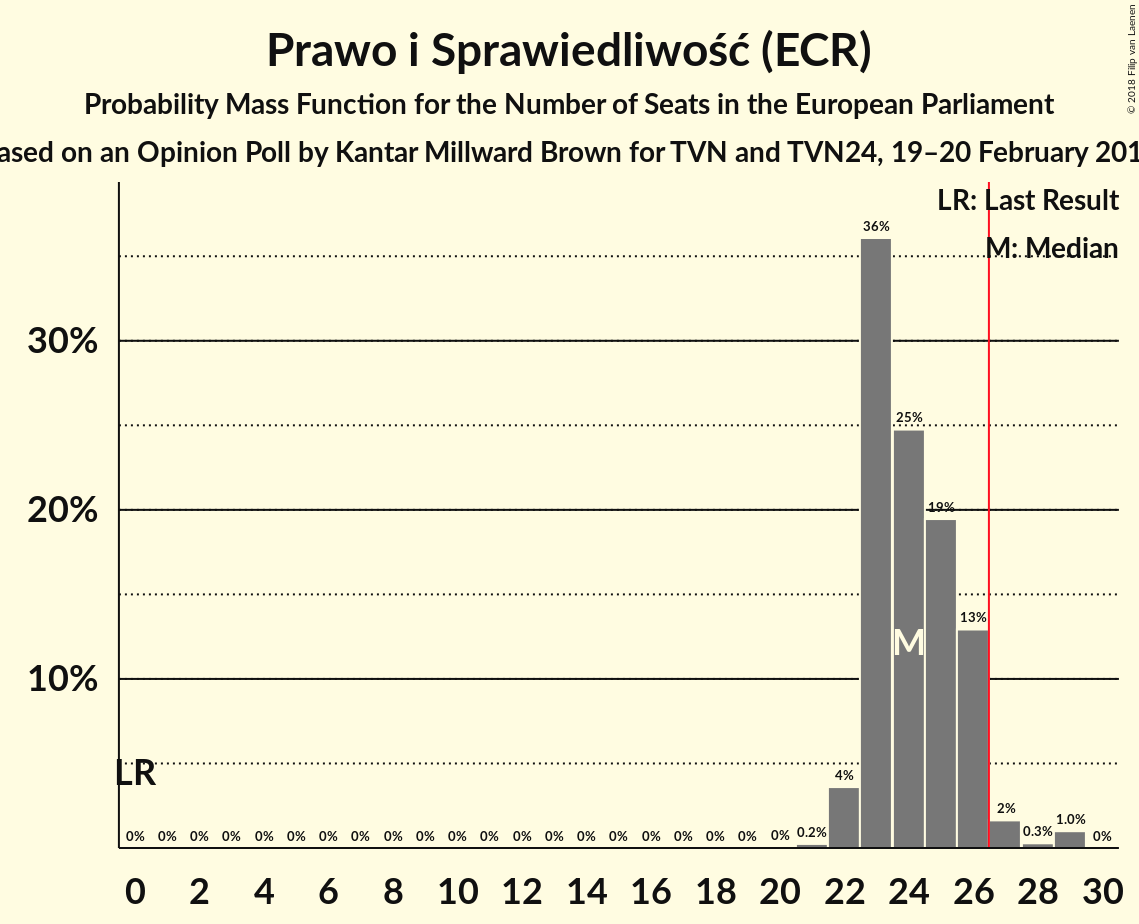 Prawo i Sprawiedliwość (ECR)
Probability Mass Function for the Number of Seats in the European Parliament
ased on an Opinion Poll by Kantar Millward Brown for TVN and TVN24, 19–20 February 201
© 2018 Filip van Laenen
LR: Last Result
M: Median
36%
30%
25%
20%
19%
13%
M
10%
LR
4%
2%
1.0%
0% 0% 0% 0% 0% 0% 0% 0% 0% 0% 0% 0% 0% 0% 0% 0% 0% 0% 0% 0% 0% 0.2% 0.3% 0%
0 2 4 6 8 10 12 14 16 18 20 22 24 26 28 30